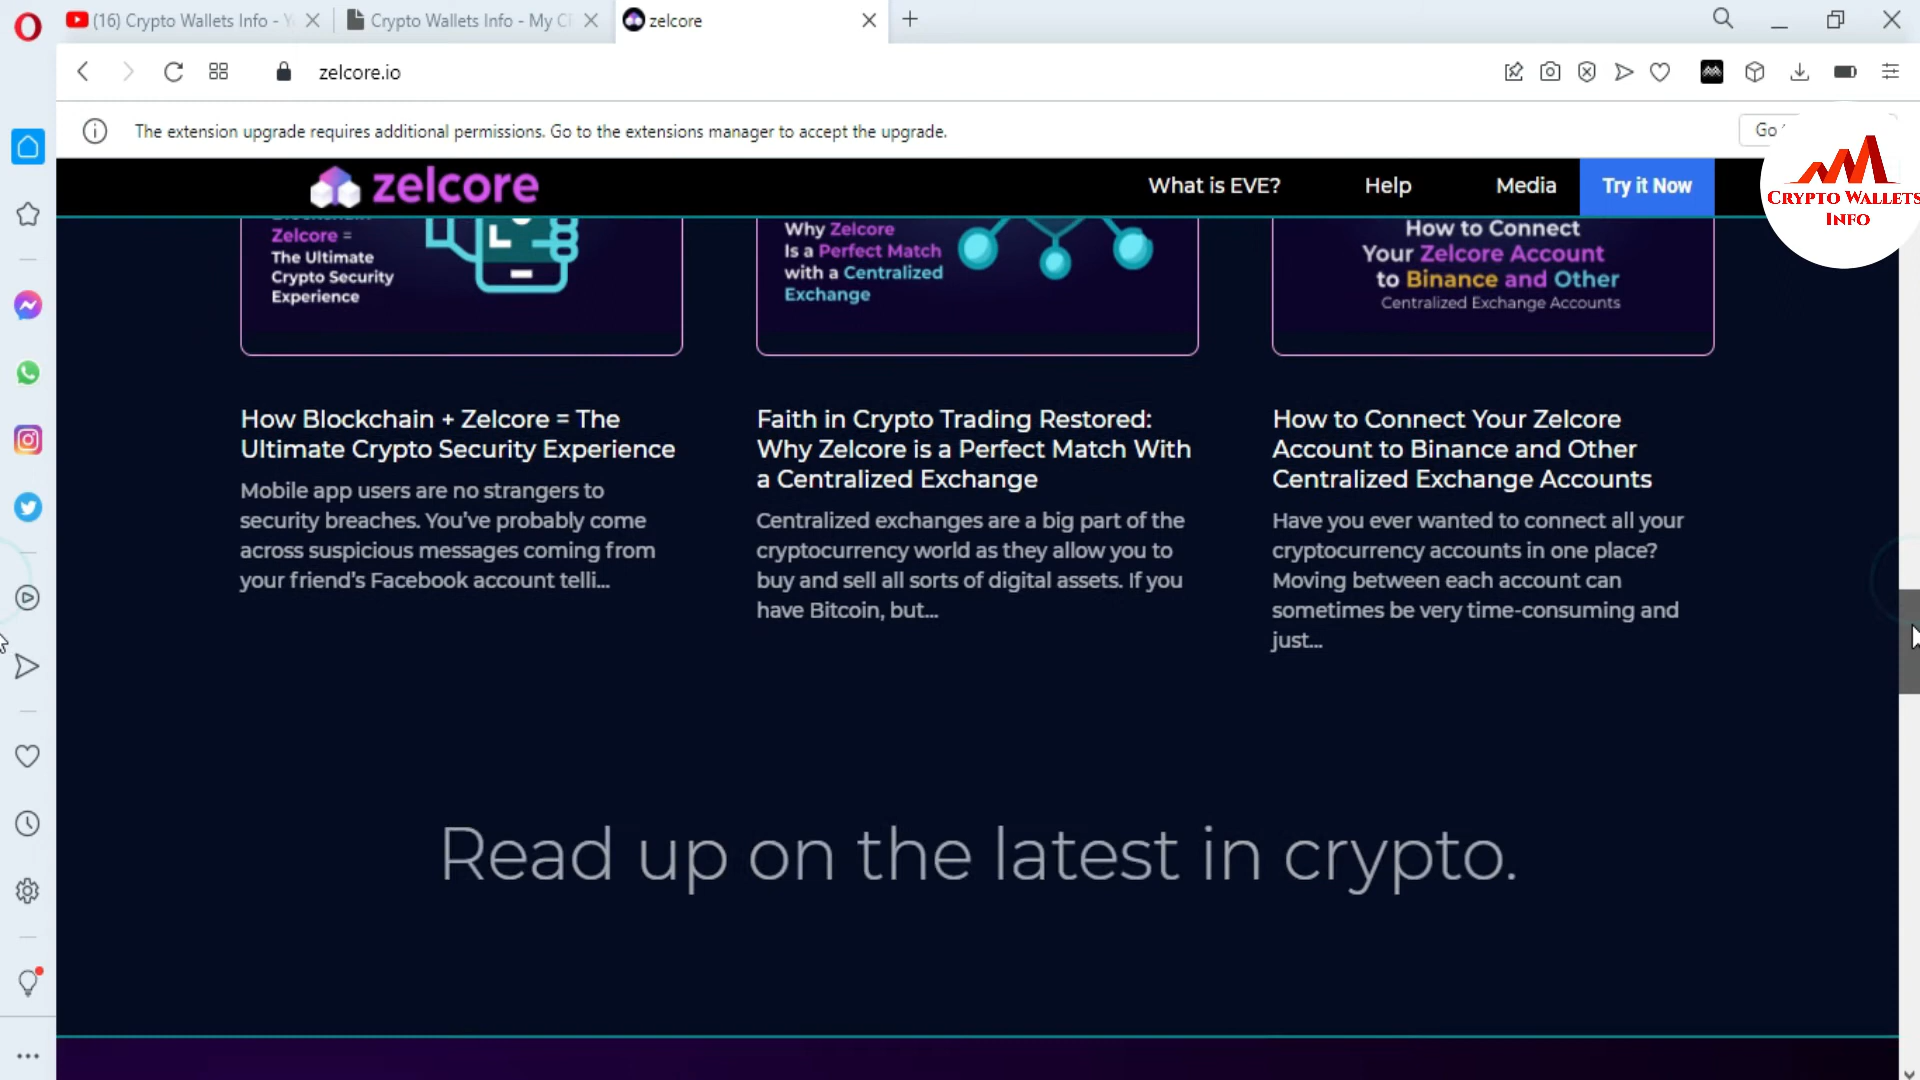 (16) Crypto Wallets Info - Y
Crypto Wallets Info - My C
zelcore
zelcore.io
The extension upgrade requires additional permissions. Go to the extensions manager to accept the upgrade.
Go
CRYPTO WALLETS
INFO
zelcore
What is EVE?
Help
Media
Try it Now
Zelcore =
The Ultimate
Crypto Security
Experience
Why Zelcore
Is a Perfect Match
with a Centralized
Exchange
How to Connect
Your Zelcore Account
to Binance and Other
Centralized Exchange Accounts
How Blockchain + Zelcore = The
Ultimate Crypto Security Experience
Mobile app users are no strangers to
security breaches. You've probably come
across suspicious messages coming from
your friend's Facebook account telli...
Faith in Crypto Trading Restored:
Why Zelcore is a Perfect Match With
a Centralized Exchange
Centralized exchanges are a big part of the
cryptocurrency world as they allow you to
buy and sell all sorts of digital assets. If you
have Bitcoin, but...
How to Connect Your Zelcore
Account to Binance and Other
Centralized Exchange Accounts
Have you ever wanted to connect all your
cryptocurrency accounts in one place?
Moving between each account can
sometimes be very time-consuming and
just...
Read up on the latest in crypto.